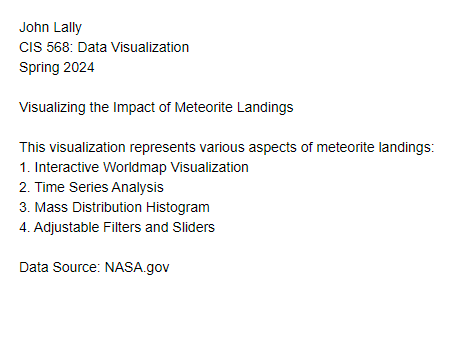 John Lally
CIS 568: Data Visualization
Spring 2024
Visualizing the Impact of Meteorite Landings
This visualization represents various aspects of meteorite landings:
1. Interactive Worldmap Visualization
2. Time Series Analysis
3. Mass Distribution Histogram
4. Adjustable Filters and Sliders
Data Source: NASA.gov